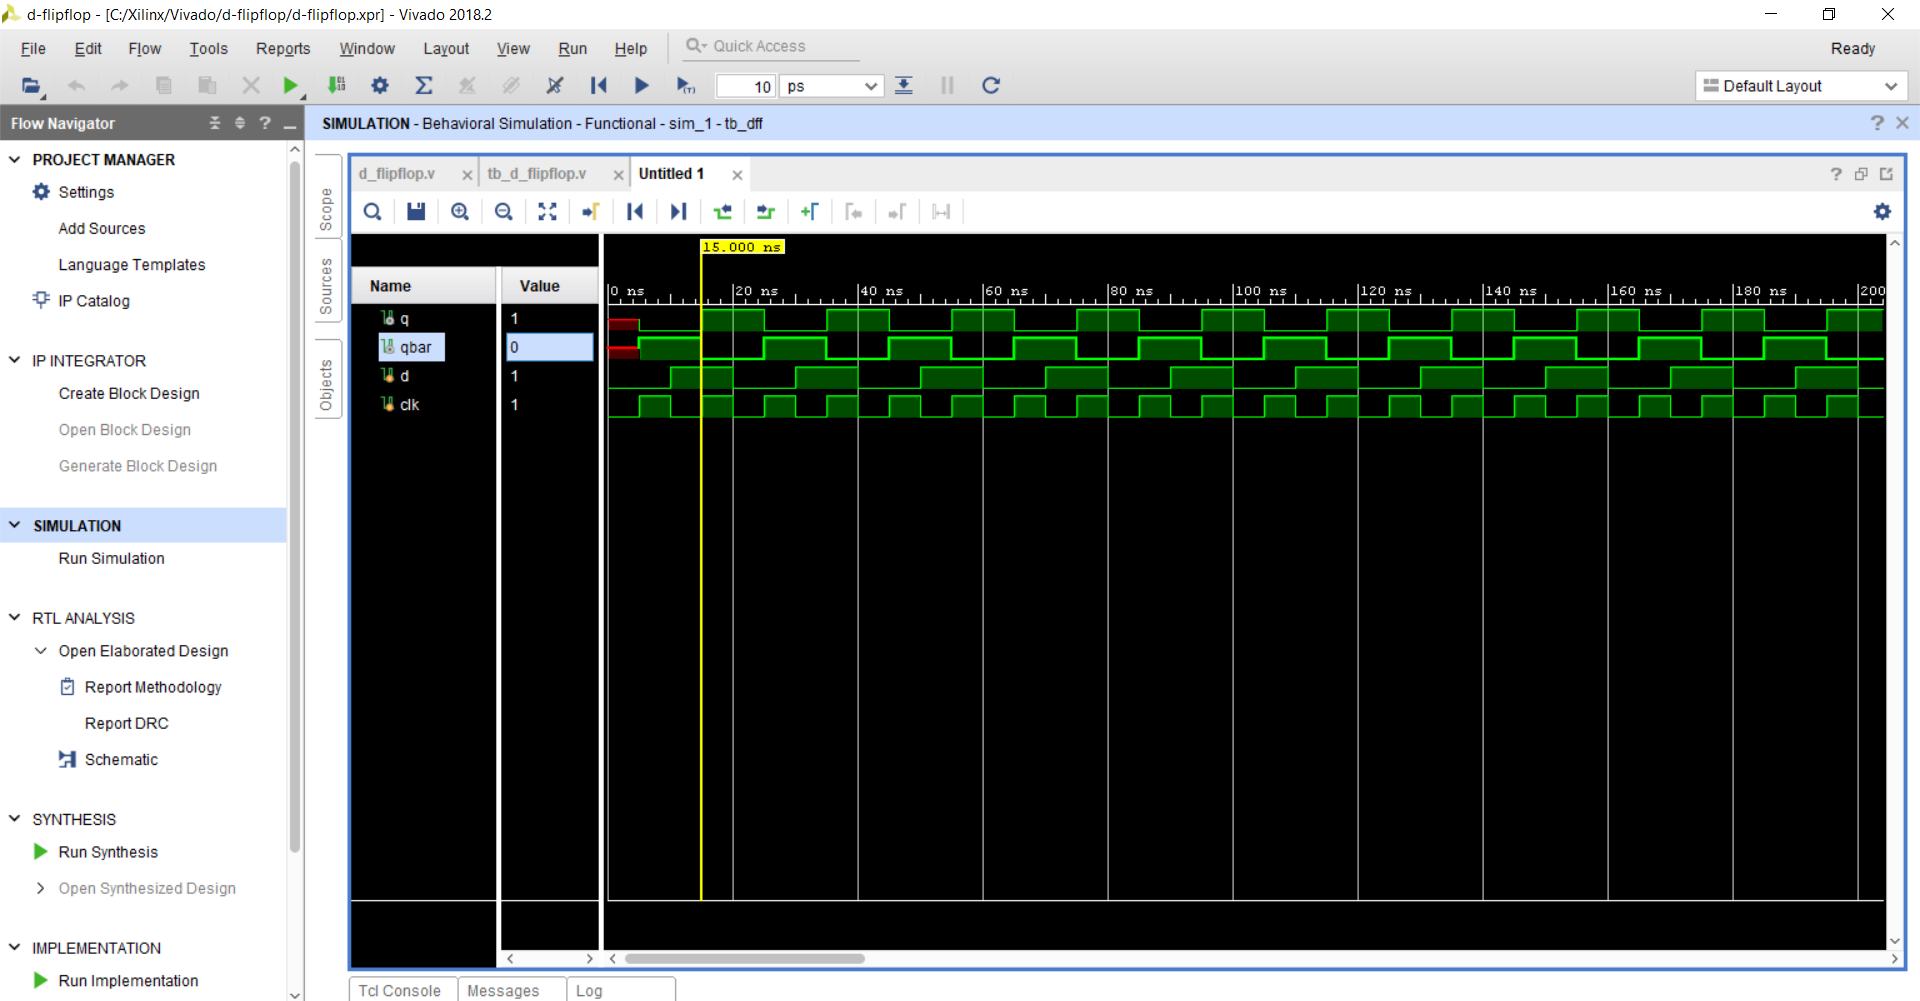 d-flipflop - [C:/Xilinx/Vivado/d-flipflop/d-flipflop.xpr] - Vivado 2018.2
File Edit Flow Tools Reports Window Layout View Run Help Quick Access Ready
10 ps Default Layout
Flow Navigator
SIMULATION - Behavioral Simulation - Functional - sim_1 - tb_dff
PROJECT MANAGER
Settings
Add Sources
Language Templates
IP Catalog
IP INTEGRATOR
Create Block Design
Open Block Design
Generate Block Design
SIMULATION
Run Simulation
RTL ANALYSIS
Open Elaborated Design
Report Methodology
Report DRC
Schematic
SYNTHESIS
Run Synthesis
Open Synthesized Design
IMPLEMENTATION
Run Implementation
Scope
Sources
Objects
d_flipflop.v tb_d_flipflop.v Untitled 1
15.000 ns
Name Value
0 ns 20 ns 40 ns 60 ns 80 ns 100 ns 120 ns 140 ns 160 ns 180 ns 200
q 1
qbar 0
d 1
clk 1
Tcl Console Messages Log